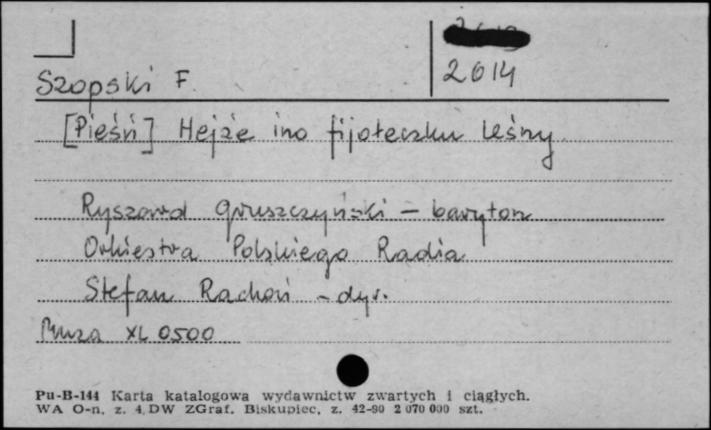 2614
Szopski F.
[Pieśń] Hejże ino fijołeczku leśny
Ryszard Gruszczyński - baryton
Orkiestra Polskiego Radia
Stefan Rachoń - dyr.
Muza XL 0500
Pu-B-144 Karta katalogowa wydawnictw zwartych i ciągłych.
WA O-n. z. 4. DW ZGraf. Biskupiec, z. 42-90 2 070 000 szt.